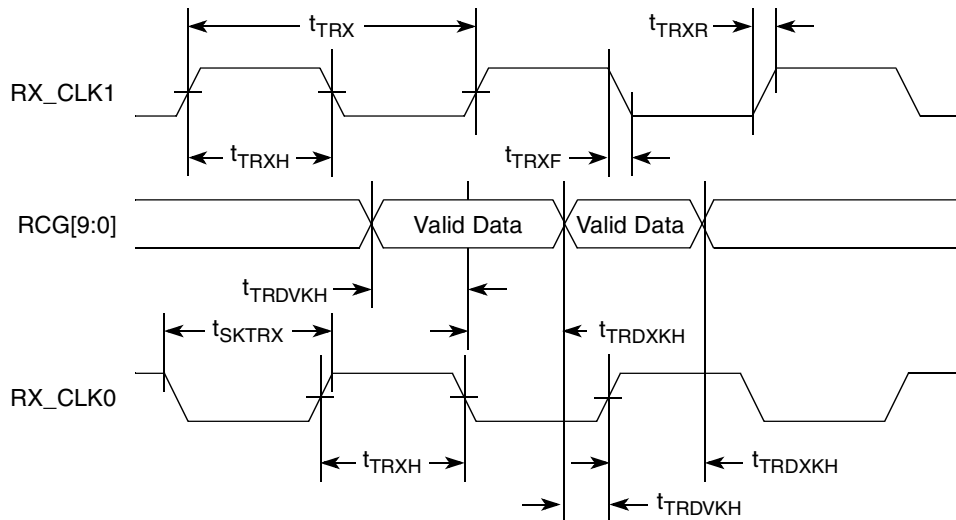 tTRX
tTRXR
RX_CLK1
tTRXH
tTRXF
RCG[9:0]
Valid Data
Valid Data
tTRDVKH
tSKTRX
tTRDXKH
RX_CLK0
tTRXH
tTRDXKH
tTRDVKH